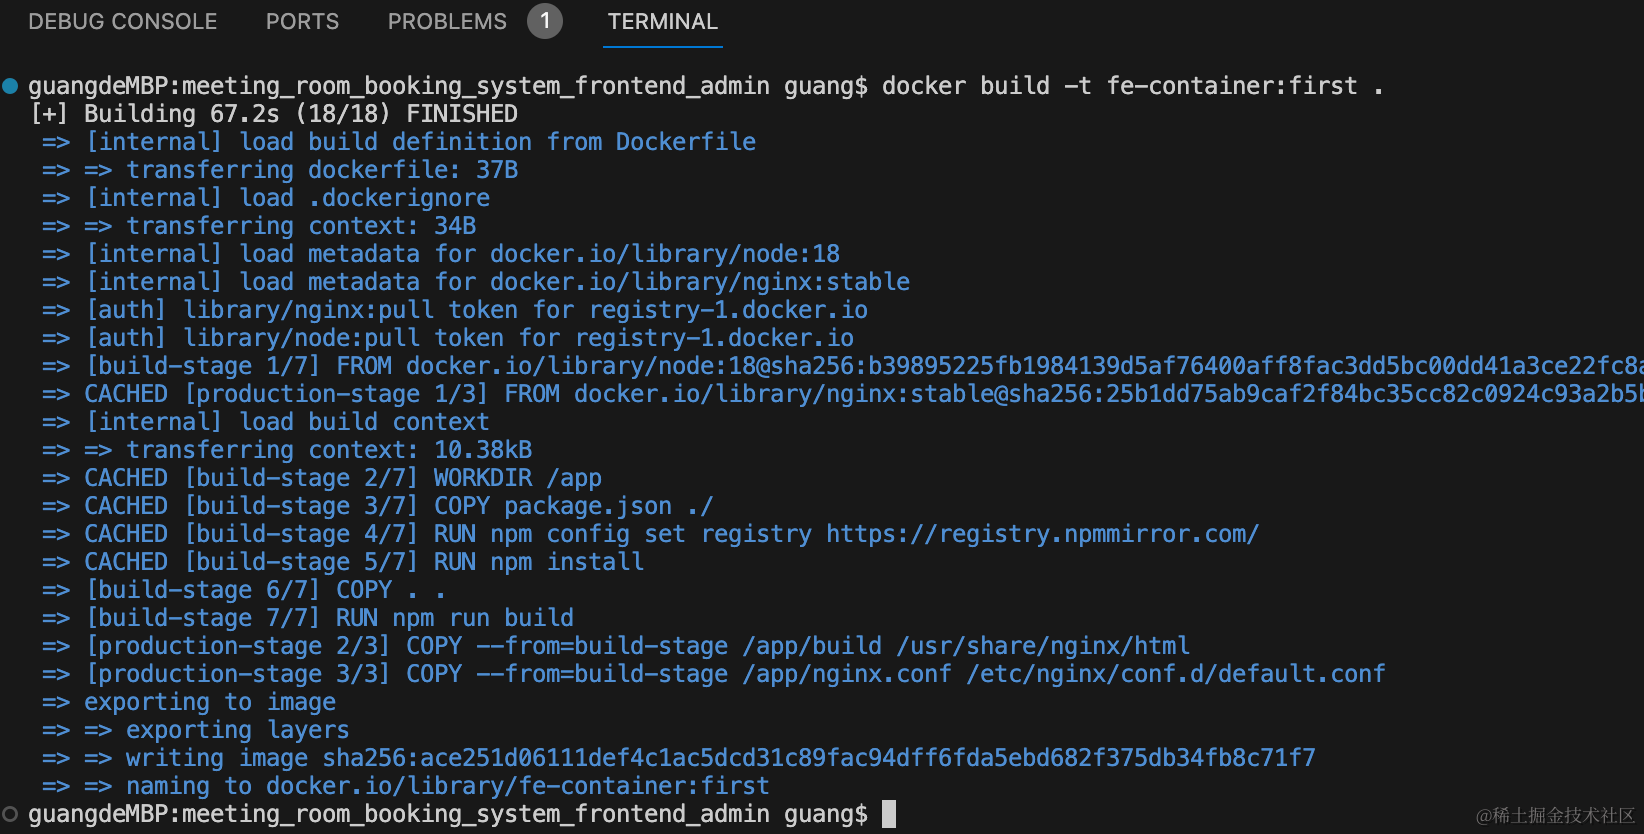 DEBUG CONSOLE PORTS PROBLEMS 1 TERMINAL
guangdeMBP:meeting_room_booking_system_frontend_admin guang$ docker build -t fe-container:first .
[+] Building 67.2s (18/18) FINISHED
=> [internal] load build definition from Dockerfile
=> => transferring dockerfile: 37B
=> [internal] load .dockerignore
=> => transferring context: 34B
=> [internal] load metadata for docker.io/library/node:18
=> [internal] load metadata for docker.io/library/nginx:stable
=> [auth] library/nginx:pull token for registry-1.docker.io
=> [auth] library/node:pull token for registry-1.docker.io
=> [build-stage 1/7] FROM docker.io/library/node:18@sha256:b39895225fb1984139d5af76400aff8fac3dd5bc00dd41a3ce22fc8a
=> CACHED [production-stage 1/3] FROM docker.io/library/nginx:stable@sha256:25b1dd75ab9caf2f84bc35cc82c0924c93a2b5b
=> [internal] load build context
=> => transferring context: 10.38kB
=> CACHED [build-stage 2/7] WORKDIR /app
=> CACHED [build-stage 3/7] COPY package.json ./
=> CACHED [build-stage 4/7] RUN npm config set registry https://registry.npmmirror.com/
=> CACHED [build-stage 5/7] RUN npm install
=> [build-stage 6/7] COPY . .
=> [build-stage 7/7] RUN npm run build
=> [production-stage 2/3] COPY --from=build-stage /app/build /usr/share/nginx/html
=> [production-stage 3/3] COPY --from=build-stage /app/nginx.conf /etc/nginx/conf.d/default.conf
=> exporting to image
=> => exporting layers
=> => writing image sha256:ace251d06111def4c1ac5dcd31c89fac94dff6fda5ebd682f375db34fb8c71f7
=> => naming to docker.io/library/fe-container:first
guangdeMBP:meeting_room_booking_system_frontend_admin guang$
@稀土掘金技术社区